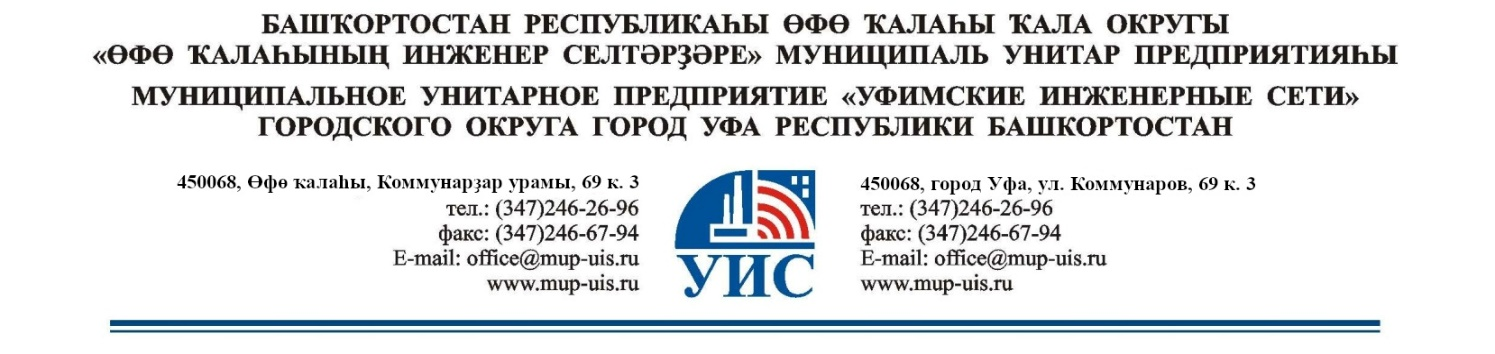 БАШҠОРТОСТАН РЕСПУБЛИКАҺЫ ӨФӨ ҠАЛАҺЫ ҠАЛА ОКРУГЫ
«ӨФӨ ҠАЛАҺЫНЫҢ ИНЖЕНЕР СЕЛТӘРҘӘРЕ» МУНИЦИПАЛЬ УНИТАР ПРЕДПРИЯТИЯҺЫ
МУНИЦИПАЛЬНОЕ УНИТАРНОЕ ПРЕДПРИЯТИЕ «УФИМСКИЕ ИНЖЕНЕРНЫЕ СЕТИ»
ГОРОДСКОГО ОКРУГА ГОРОД УФА РЕСПУБЛИКИ БАШКОРТОСТАН
450068, Өфө ҡалаһы, Коммунарҙар урамы, 69 к. 3
тел.: (347)246-26-96
факс: (347)246-67-94
E-mail: office@mup-uis.ru
www.mup-uis.ru
УИС
450068, город Уфа, ул. Коммунаров, 69 к. 3
тел.: (347)246-26-96
факс: (347)246-67-94
E-mail: office@mup-uis.ru
www.mup-uis.ru